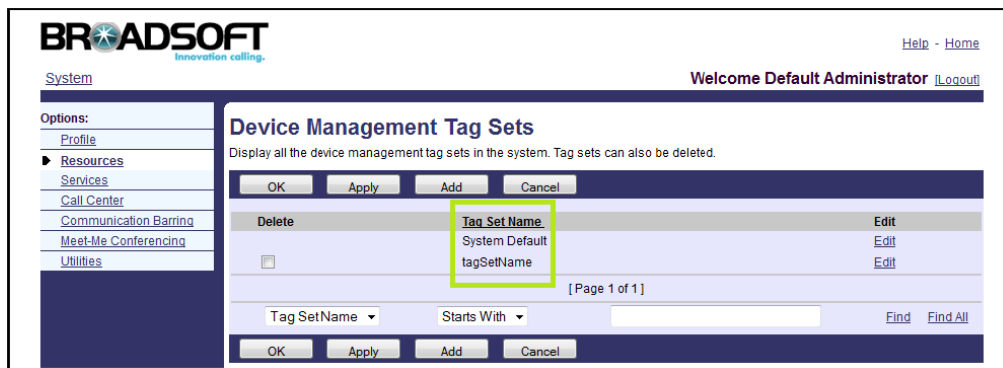 BROADSOFT
Innovation calling.
Help - Home
System
Welcome Default Administrator [Logout]
Options:
Profile
Resources
Services
Call Center
Communication Barring
Meet-Me Conferencing
Utilities
Device Management Tag Sets
Display all the device management tag sets in the system. Tag sets can also be deleted.
OK Apply Add Cancel
Delete Tag Set Name Edit
System Default Edit
tagSetName Edit
[ Page 1 of 1 ]
Tag Set Name Starts With Find Find All
OK Apply Add Cancel